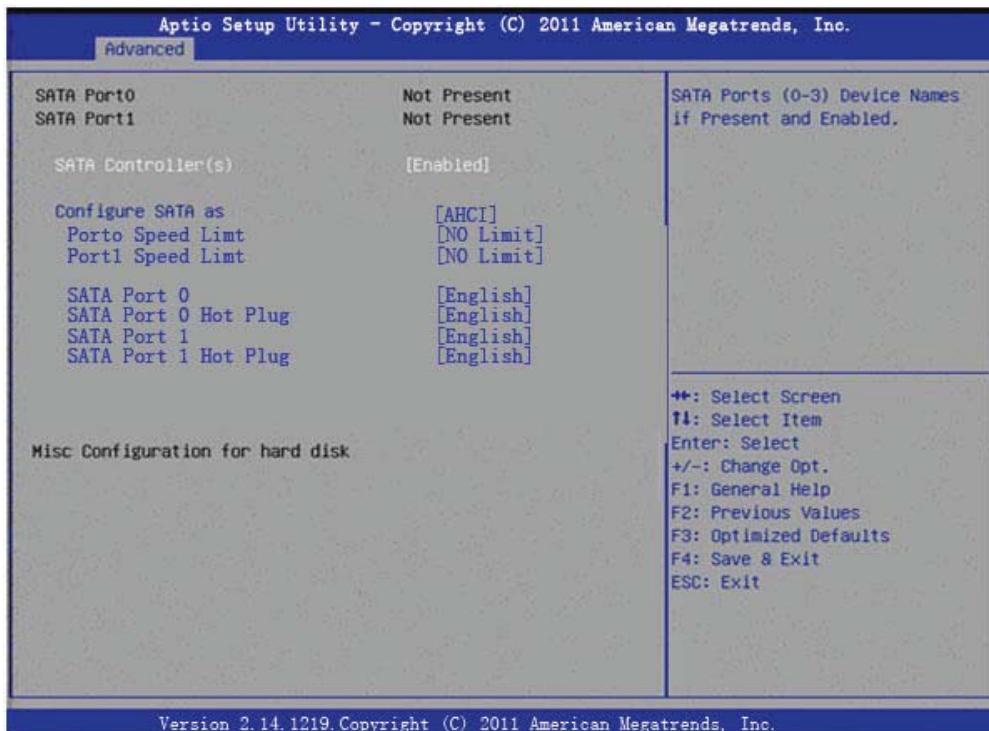 Aptio Setup Utility - Copyright (C) 2011 American Megatrends, Inc.
Advanced
SATA Port0 Not Present
SATA Port1 Not Present
SATA Controller(s) [Enabled]
Configure SATA as [AHCI]
Porto Speed Limt [NO Limit]
Port1 Speed Limt [NO Limit]
SATA Port 0 [English]
SATA Port 0 Hot Plug [English]
SATA Port 1 [English]
SATA Port 1 Hot Plug [English]
Misc Configuration for hard disk
SATA Ports (0-3) Device Names
if Present and Enabled.
→←: Select Screen
↑↓: Select Item
Enter: Select
+/-: Change Opt.
F1: General Help
F2: Previous Values
F3: Optimized Defaults
F4: Save & Exit
ESC: Exit
Version 2.14.1219.Copyright (C) 2011 American Megatrends, Inc.